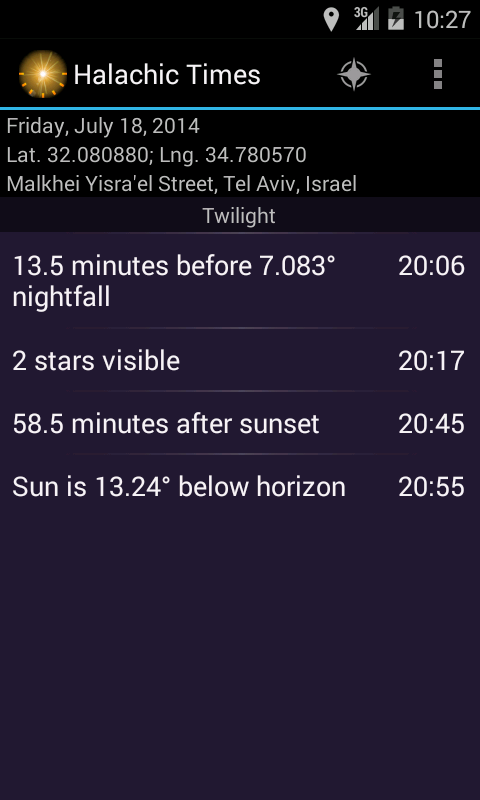 3G 10:27
Halachic Times
Friday, July 18, 2014
Lat. 32.080880; Lng. 34.780570
Malkhei Yisra'el Street, Tel Aviv, Israel
Twilight
13.5 minutes before 7.083° 20:06
nightfall
2 stars visible 20:17
58.5 minutes after sunset 20:45
Sun is 13.24° below horizon 20:55